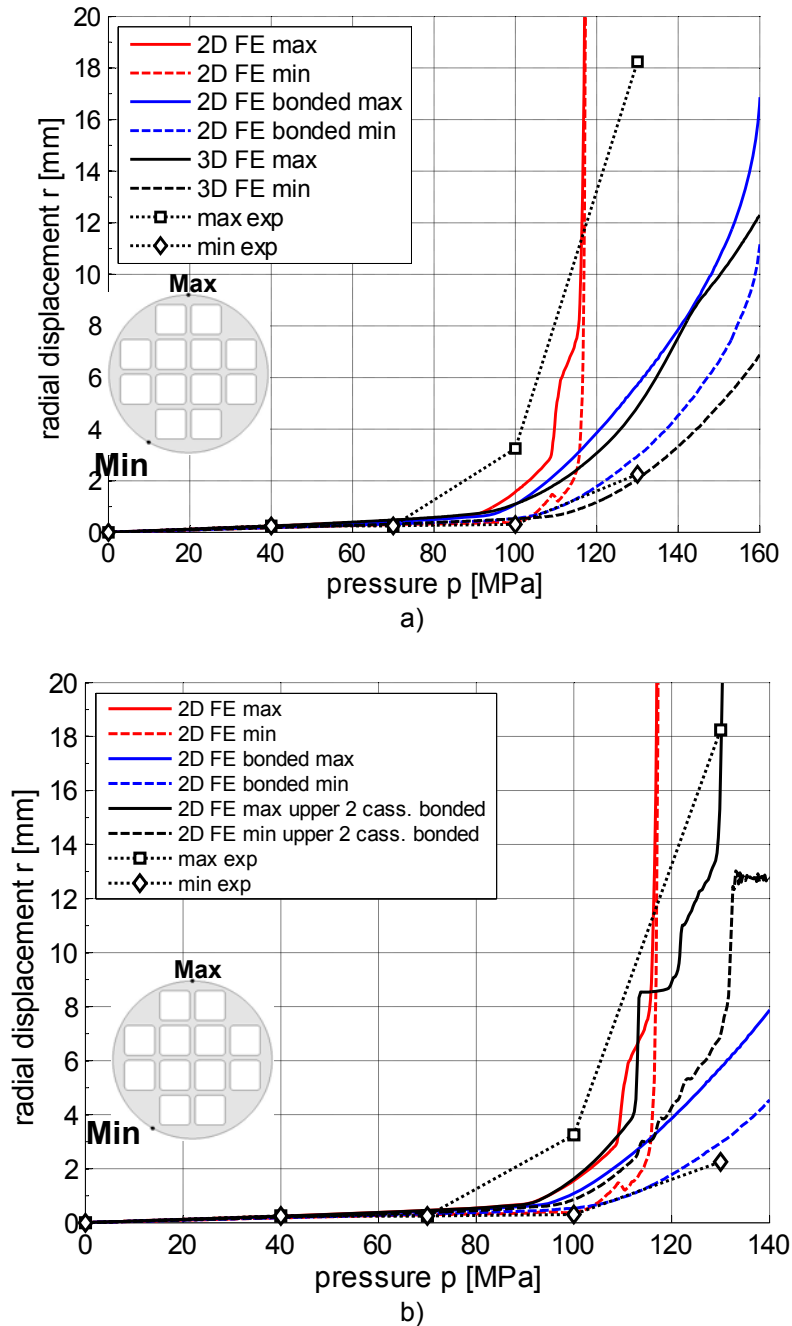 20
18
16
14
12
10
8
6
4
2
0
radial displacement r [mm]
2D FE max
2D FE min
2D FE bonded max
2D FE bonded min
3D FE max
3D FE min
max exp
min exp
Max
Min
0 20 40 60 80 100 120 140 160
pressure p [MPa]
a)
20
18
16
14
12
10
8
6
4
2
0
radial displacement r [mm]
2D FE max
2D FE min
2D FE bonded max
2D FE bonded min
2D FE max upper 2 cass. bonded
2D FE min upper 2 cass. bonded
max exp
min exp
Max
Min
0 20 40 60 80 100 120 140
pressure p [MPa]
b)